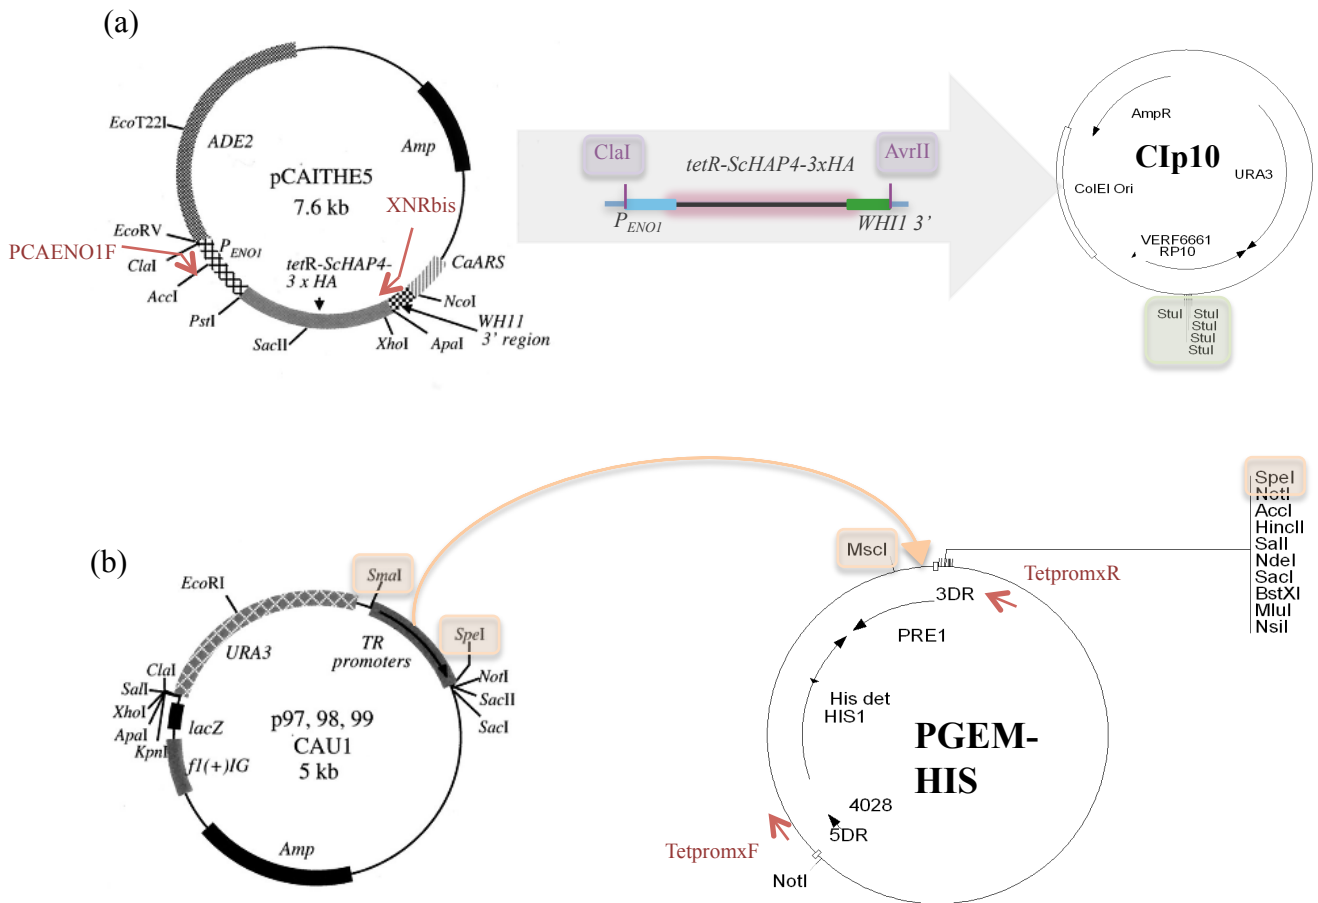 (a)
EcoT22I
ADE2
Amp
pCAITHE5
7.6 kb
XNRbis
EcoRV
PCAENO1F
PENO1
ClaI
AccI
tetR-ScHAP4-
3 x HA
CaARS
PstI
NcoI
SacII
WH11
3' region
XhoI
ApaI
ClaI
tetR-ScHAP4-3xHA
AvrII
PENO1
WHI1 3'
AmpR
CIp10
ColEI Ori
URA3
VERF6661
RP10
StuI
StuI
StuI
StuI
StuI
(b)
EcoRI
SmaI
URA3
TR
promoters
SpeI
ClaI
SalI
XhoI
ApaI
KpnI
lacZ
f1(+)IG
NotI
SacII
SacI
p97, 98, 99
CAU1
5 kb
Amp
MscI
SpeI
NotI
AccI
HincII
SalI
NdeI
SacI
BstXI
MluI
NsiI
TetpromxR
3DR
PRE1
His det
HIS1
PGEM-
HIS
4028
5DR
TetpromxF
NotI